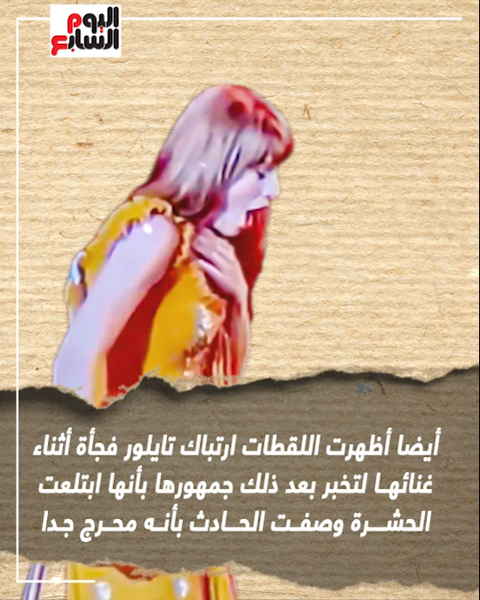 اليوم
السابع
أيضا أظهرت اللقطات ارتباك تايلور فجأة أثناء
غنائها لتخبر بعد ذلك جمهورها بأنها ابتلعت
الحشرة وصفت الحادث بأنه محرج جدا